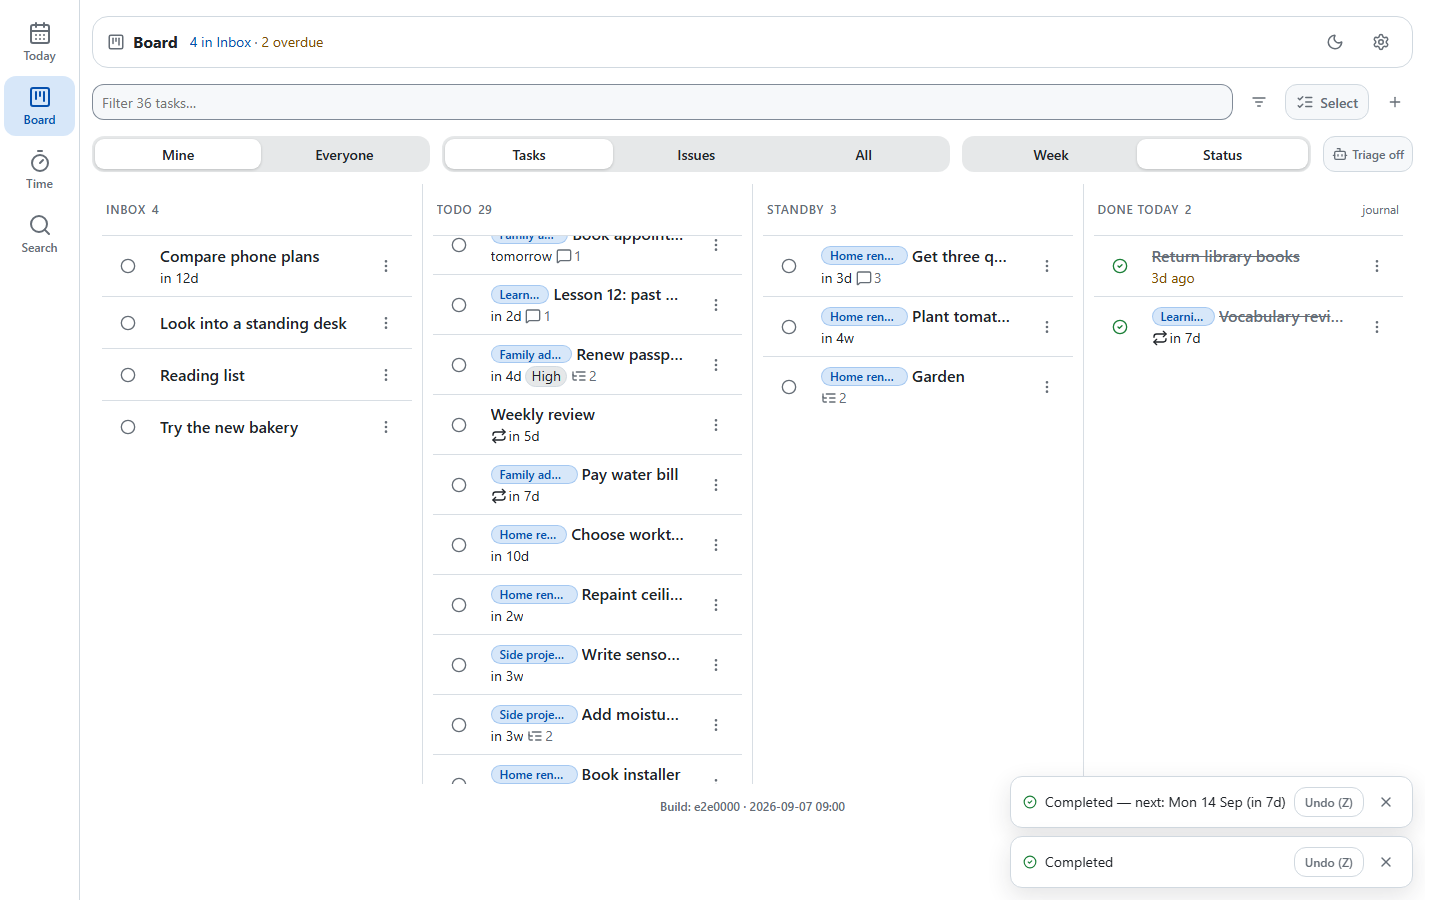 Today
Board
Time
Search
Board 4 in Inbox · 2 overdue
Filter 36 tasks...
Select
Mine Everyone
Tasks Issues All
Week Status
Triage off
INBOX 4
Compare phone plans
in 12d
Look into a standing desk
Reading list
Try the new bakery
TODO 29
Family a... Book appoint...
tomorrow 1
Learn... Lesson 12: past ...
in 2d 1
Family ad... Renew passp...
in 4d High 2
Weekly review
in 5d
Family ad... Pay water bill
in 7d
Home re... Choose workt...
in 10d
Home ren... Repaint ceili...
in 2w
Side proje... Write senso...
in 3w
Side proje... Add moistu...
in 3w 2
Home ren... Book installer
STANDBY 3
Home ren... Get three q...
in 3d 3
Home ren... Plant tomat...
in 4w
Home ren... Garden
2
DONE TODAY 2 journal
Return library books
3d ago
Learni... Vocabulary revi...
in 7d
Build: e2e0000 · 2026-09-07 09:00
Completed — next: Mon 14 Sep (in 7d) Undo (Z)
Completed Undo (Z)